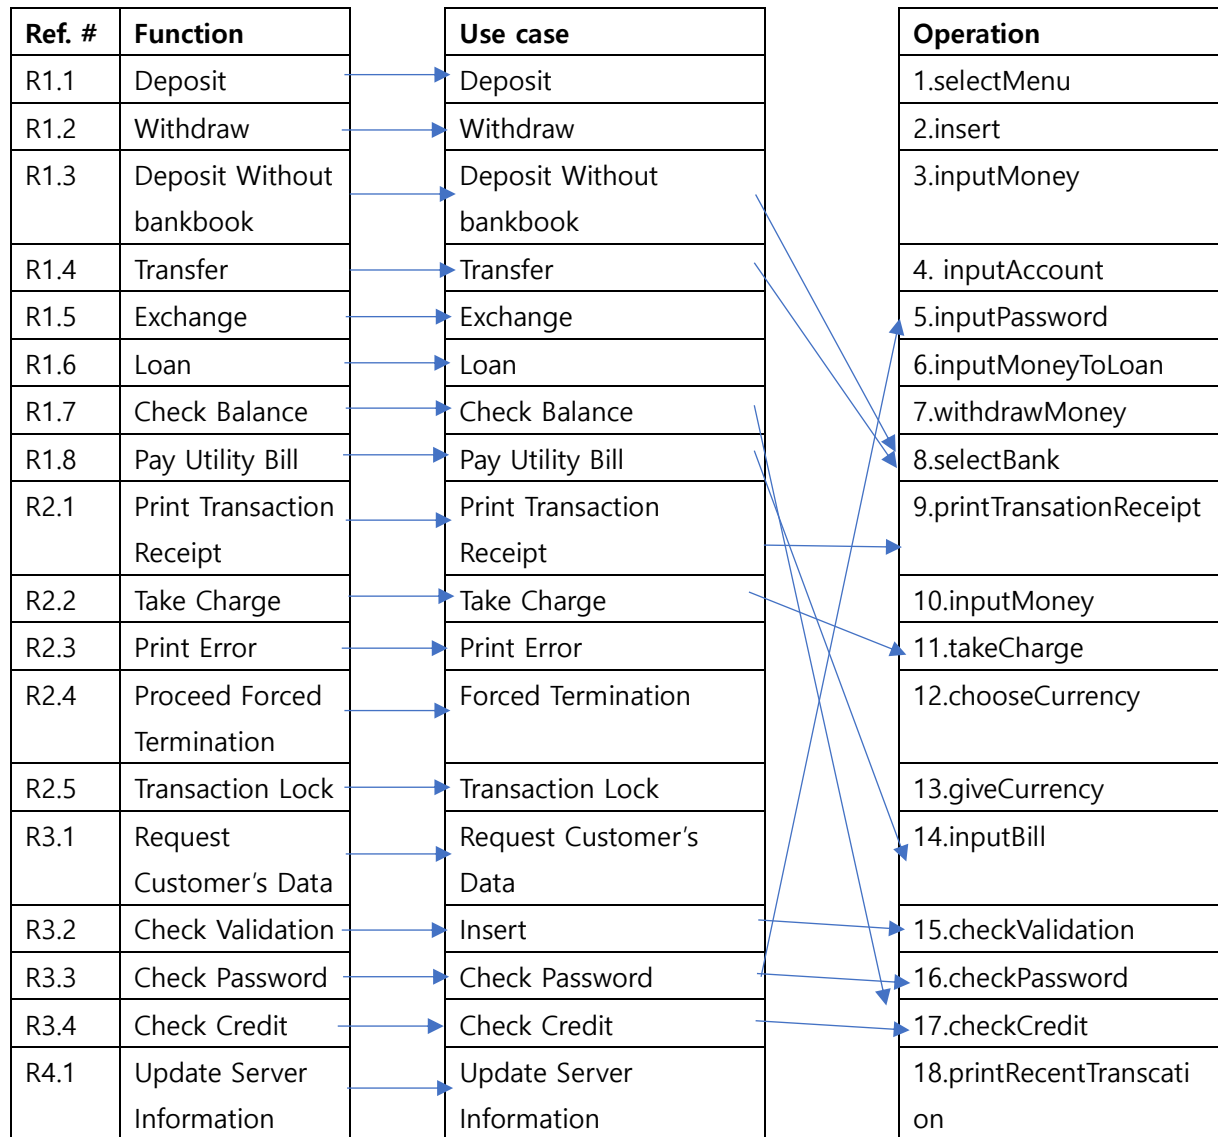 Ref. # Function Use case Operation
R1.1 Deposit Deposit 1.selectMenu
R1.2 Withdraw Withdraw 2.insert
R1.3 Deposit Without Deposit Without 3.inputMoney
bankbook bankbook
R1.4 Transfer Transfer 4. inputAccount
R1.5 Exchange Exchange 5.inputPassword
R1.6 Loan Loan 6.inputMoneyToLoan
R1.7 Check Balance Check Balance 7.withdrawMoney
R1.8 Pay Utility Bill Pay Utility Bill 8.selectBank
R2.1 Print Transaction Print Transaction 9.printTransationReceipt
Receipt Receipt
R2.2 Take Charge Take Charge 10.inputMoney
R2.3 Print Error Print Error 11.takeCharge
R2.4 Proceed Forced Forced Termination 12.chooseCurrency
Termination
R2.5 Transaction Lock Transaction Lock 13.giveCurrency
R3.1 Request Request Customer’s 14.inputBill
Customer’s Data Data
R3.2 Check Validation Insert 15.checkValidation
R3.3 Check Password Check Password 16.checkPassword
R3.4 Check Credit Check Credit 17.checkCredit
R4.1 Update Server Update Server 18.printRecentTranscati
Information Information on